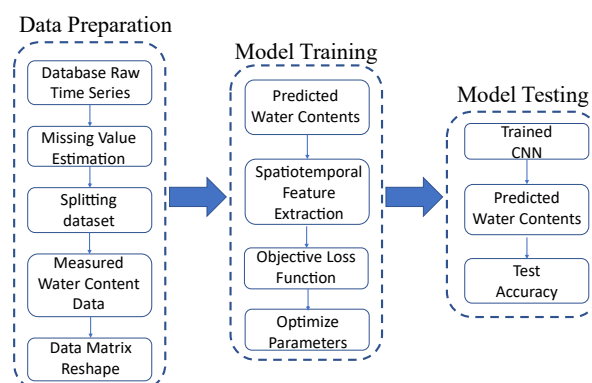 Data Preparation
Database Raw
Time Series
Missing Value
Estimation
Splitting
dataset
Measured
Water Content
Data
Data Matrix
Reshape
Model Training
Predicted
Water Contents
Spatiotemporal
Feature
Extraction
Objective Loss
Function
Optimize
Parameters
Model Testing
Trained
CNN
Predicted
Water Contents
Test
Accuracy